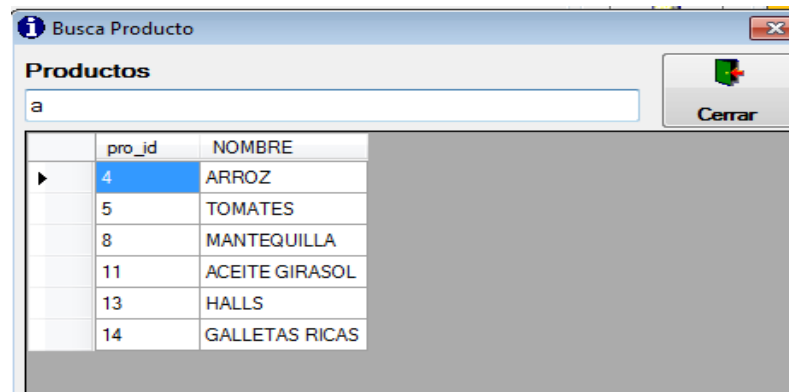 Busca Producto
Productos
a
Cerrar
pro_id NOMBRE
4 ARROZ
5 TOMATES
8 MANTEQUILLA
11 ACEITE GIRASOL
13 HALLS
14 GALLETAS RICAS